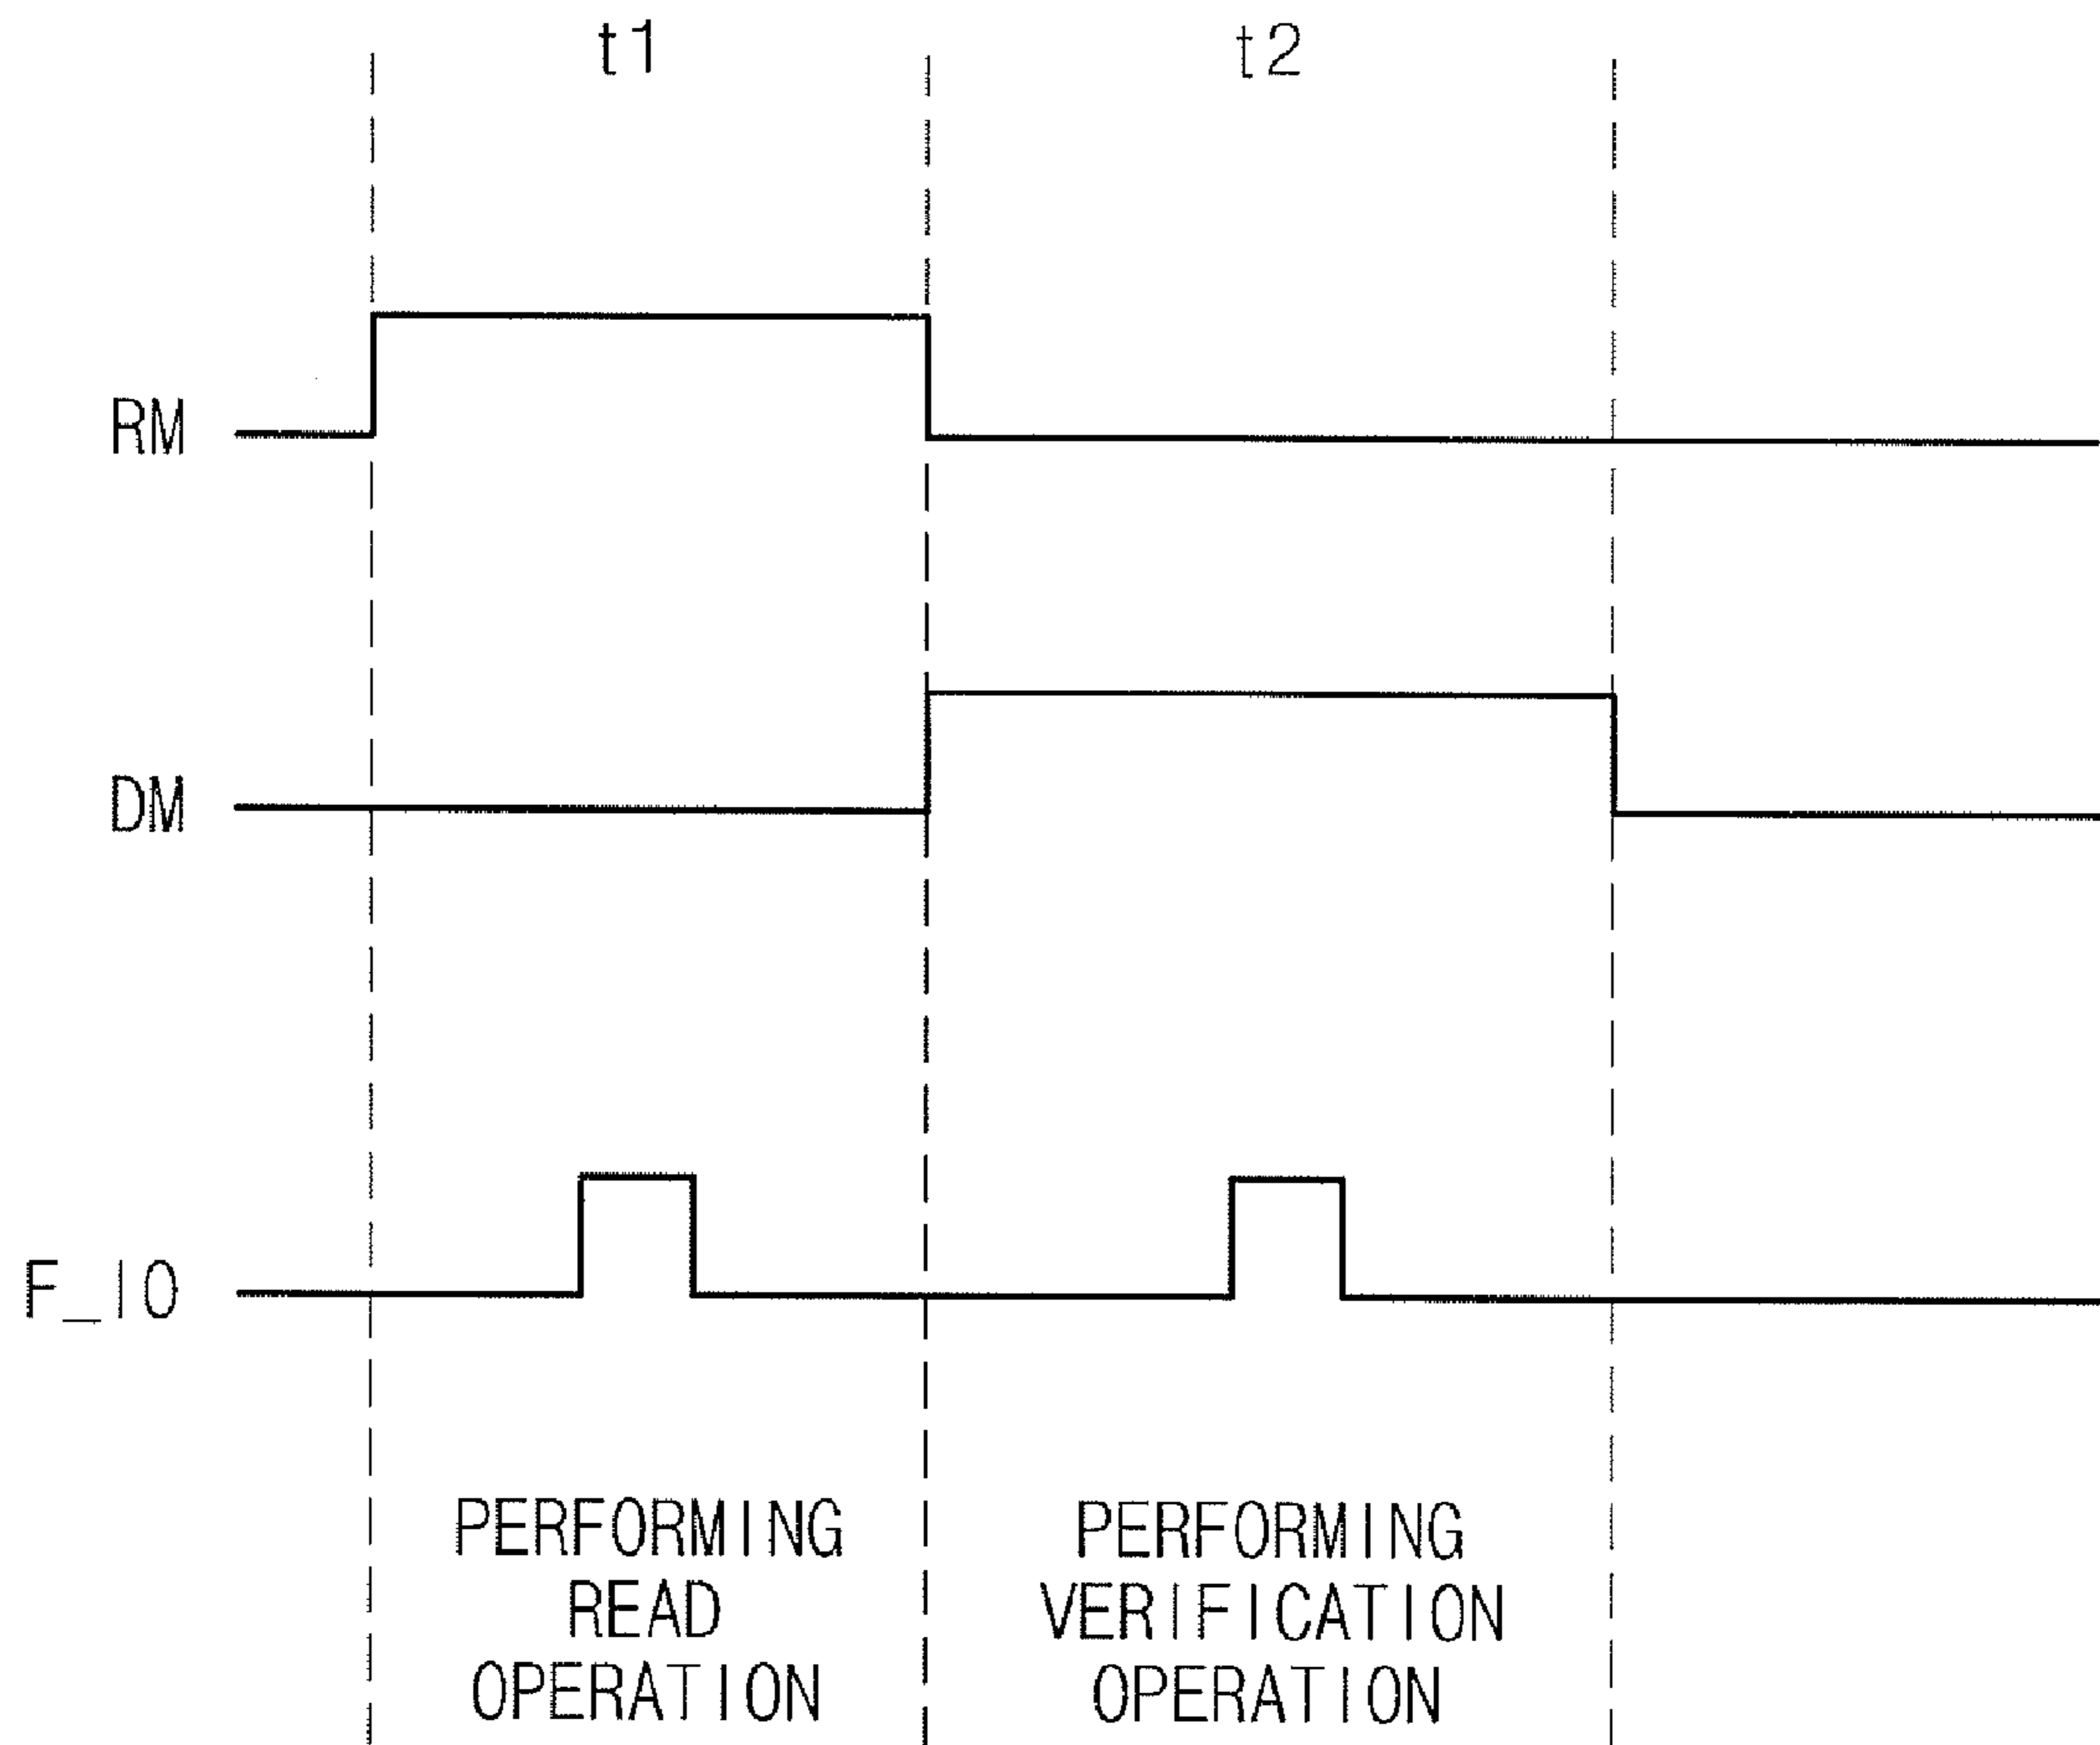 t1
t2
RM
DM
F_IO
PERFORMING
READ
OPERATION
PERFORMING
VERIFICATION
OPERATION